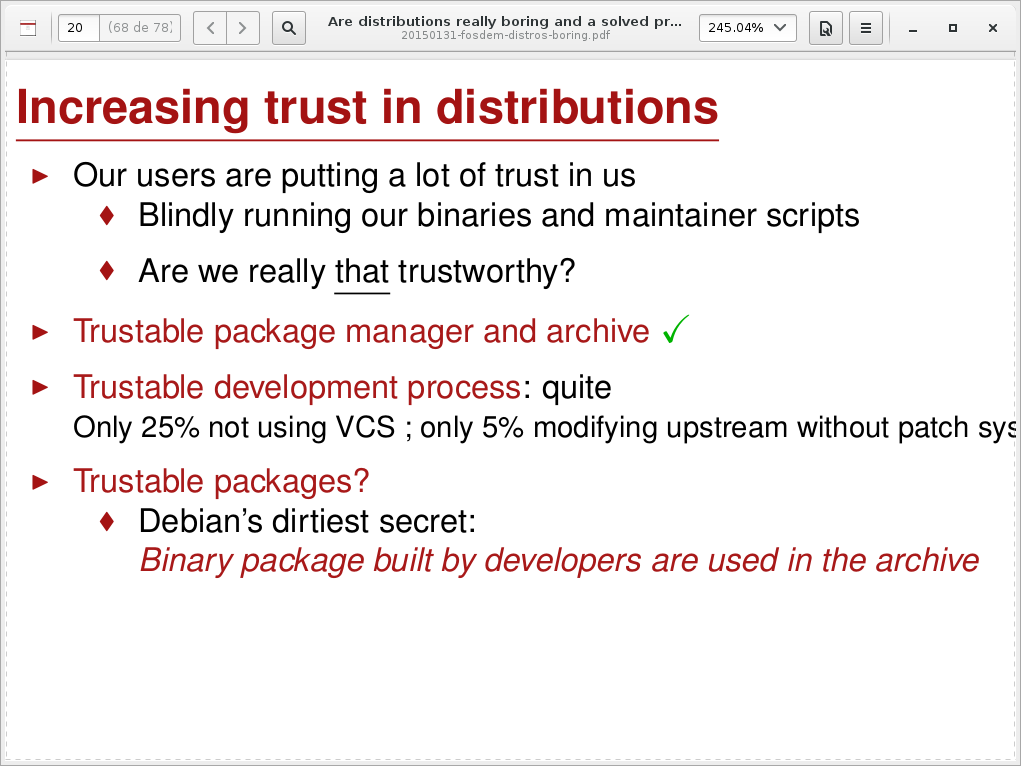 20 (68 de 78)
Are distributions really boring and a solved pr...
20150131-fosdem-distros-boring.pdf
245.04%
Increasing trust in distributions
Our users are putting a lot of trust in us
Blindly running our binaries and maintainer scripts
Are we really that trustworthy?
Trustable package manager and archive ✓
Trustable development process: quite
Only 25% not using VCS ; only 5% modifying upstream without patch sys
Trustable packages?
Debian’s dirtiest secret:
Binary package built by developers are used in the archive